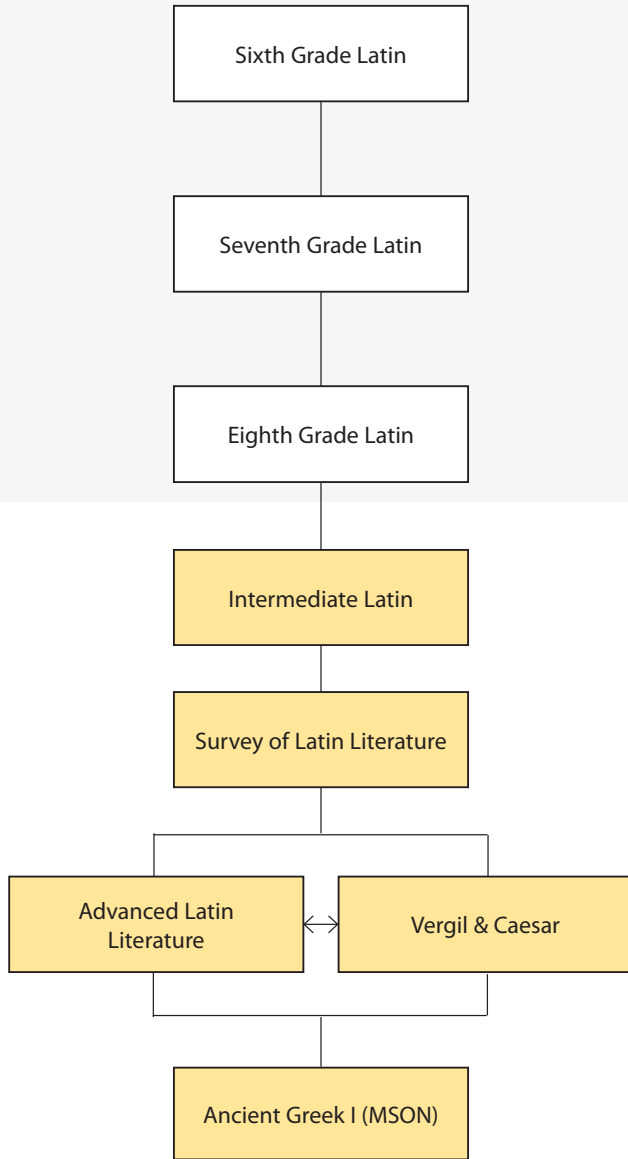 Sixth Grade Latin
Seventh Grade Latin
Eighth Grade Latin
Intermediate Latin
Survey of Latin Literature
Advanced Latin
Literature
Vergil & Caesar
Ancient Greek I (MSON)